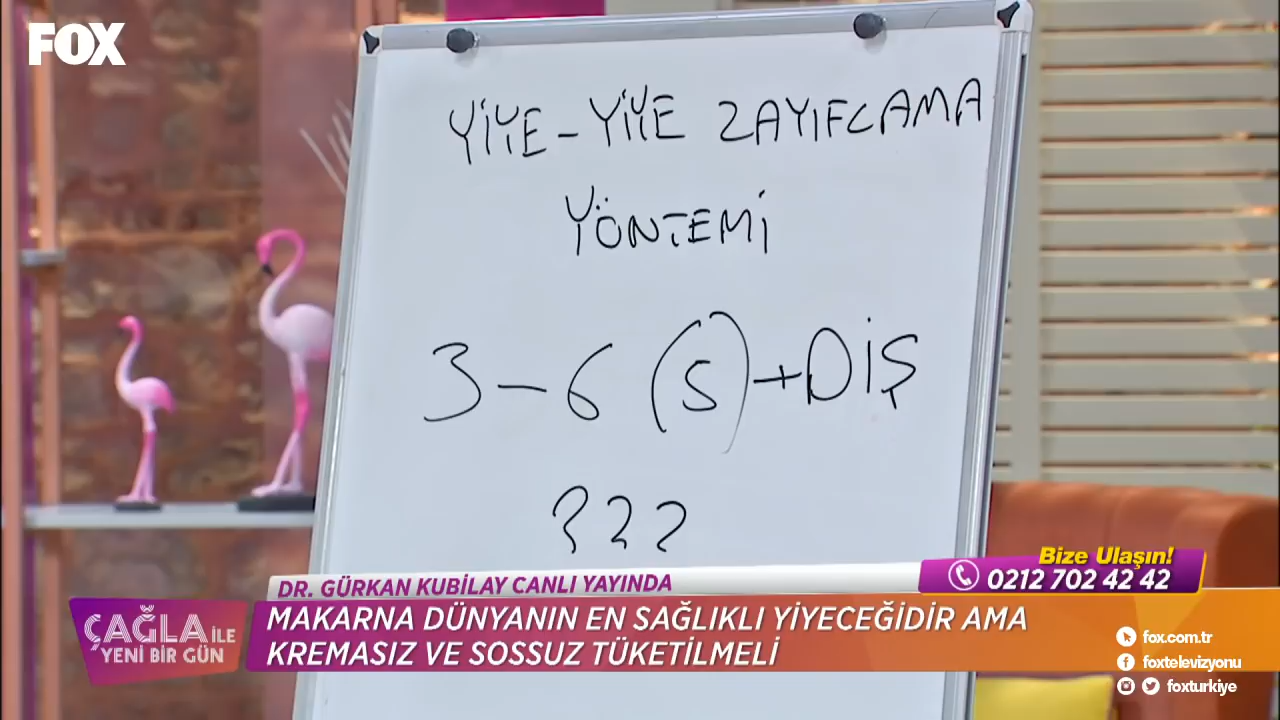 FOX
YİYE-YİYE ZAYIFLAMA
YÖNTEMİ
3-6 (S)+DİŞ
???
Bize Ulaşın!
0212 702 42 42
DR. GÜRKAN KUBİLAY CANLI YAYINDA
ÇAĞLA İLE
YENİ BİR GÜN
MAKARNA DÜNYANIN EN SAĞLIKLI YİYECEĞİDİR AMA
KREMASIZ VE SOSSUZ TÜKETİLMELİ
fox.com.tr
foxtelevizyonu
foxturkiye